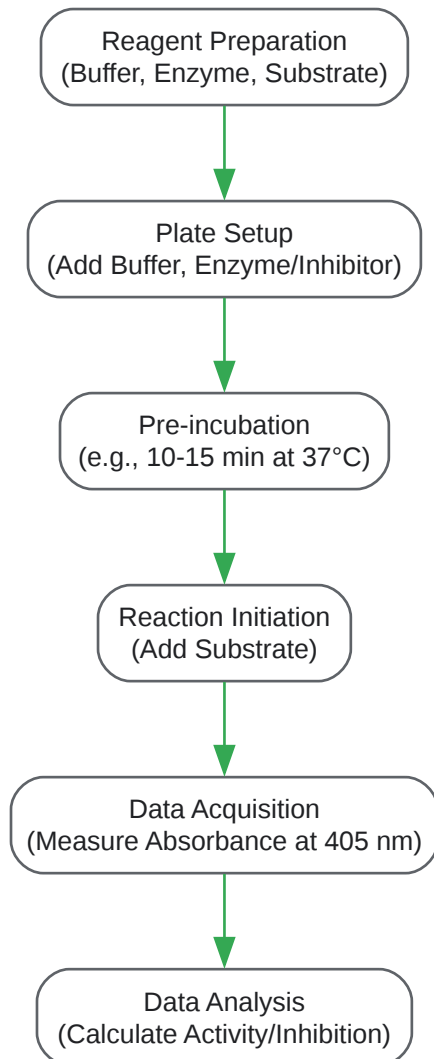 Reagent Preparation
(Buffer, Enzyme, Substrate)
Plate Setup
(Add Buffer, Enzyme/Inhibitor)
Pre-incubation
(e.g., 10-15 min at 37°C)
Reaction Initiation
(Add Substrate)
Data Acquisition
(Measure Absorbance at 405 nm)
Data Analysis
(Calculate Activity/Inhibition)